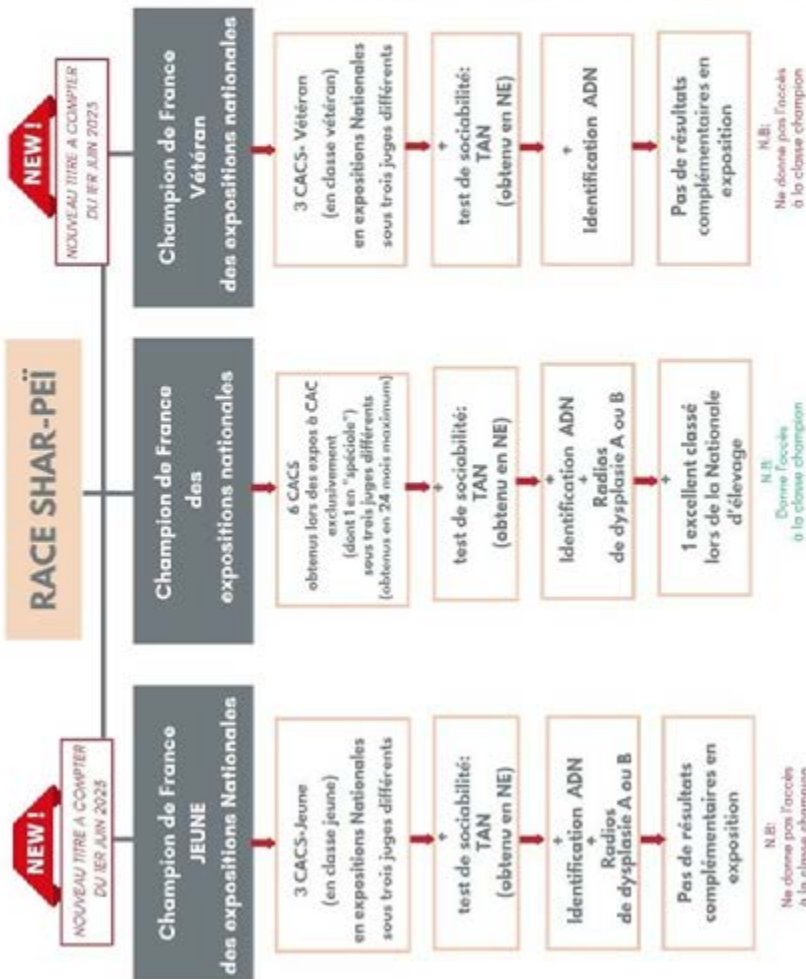 RACE SHAR-PEÏ
NEW !
NOUVEAU TITRE A COMPTER
DU 1ER JUIN 2025
Champion de France
JEUNE
des expositions Nationales
3 CACS-Jeune
(en classe jeune)
en expositions Nationales
sous trois juges différents
+
test de sociabilité:
TAN
(obtenu en NE)
+
Identification ADN
+
Radios
de dysplasie A ou B
Pas de résultats
complémentaires en
exposition
N.B:
Ne donne pas l'accès
à la classe champion
Champion de France
des
expositions nationales
6 CACS
obtenus lors des expos à CAC
exclusivement
(dont 1 en "spéciale")
sous trois juges différents
(obtenus en 24 mois maximum)
+
test de sociabilité:
TAN
(obtenu en NE)
+
Identification ADN
+
Radios
de dysplasie A ou B
+
1 excellent classé
lors de la Nationale
d'élevage
N.B:
Donne l'accès
à la classe champion
NEW !
NOUVEAU TITRE A COMPTER
DU 1ER JUIN 2025
Champion de France
Vétéran
des expositions nationales
3 CACS- Vétéran
(en classe vétéran)
en expositions Nationales
sous trois juges différents
+
test de sociabilité:
TAN
(obtenu en NE)
+
Identification ADN
Pas de résultats
complémentaires en
exposition
N.B:
Ne donne pas l'accès
à la classe champion